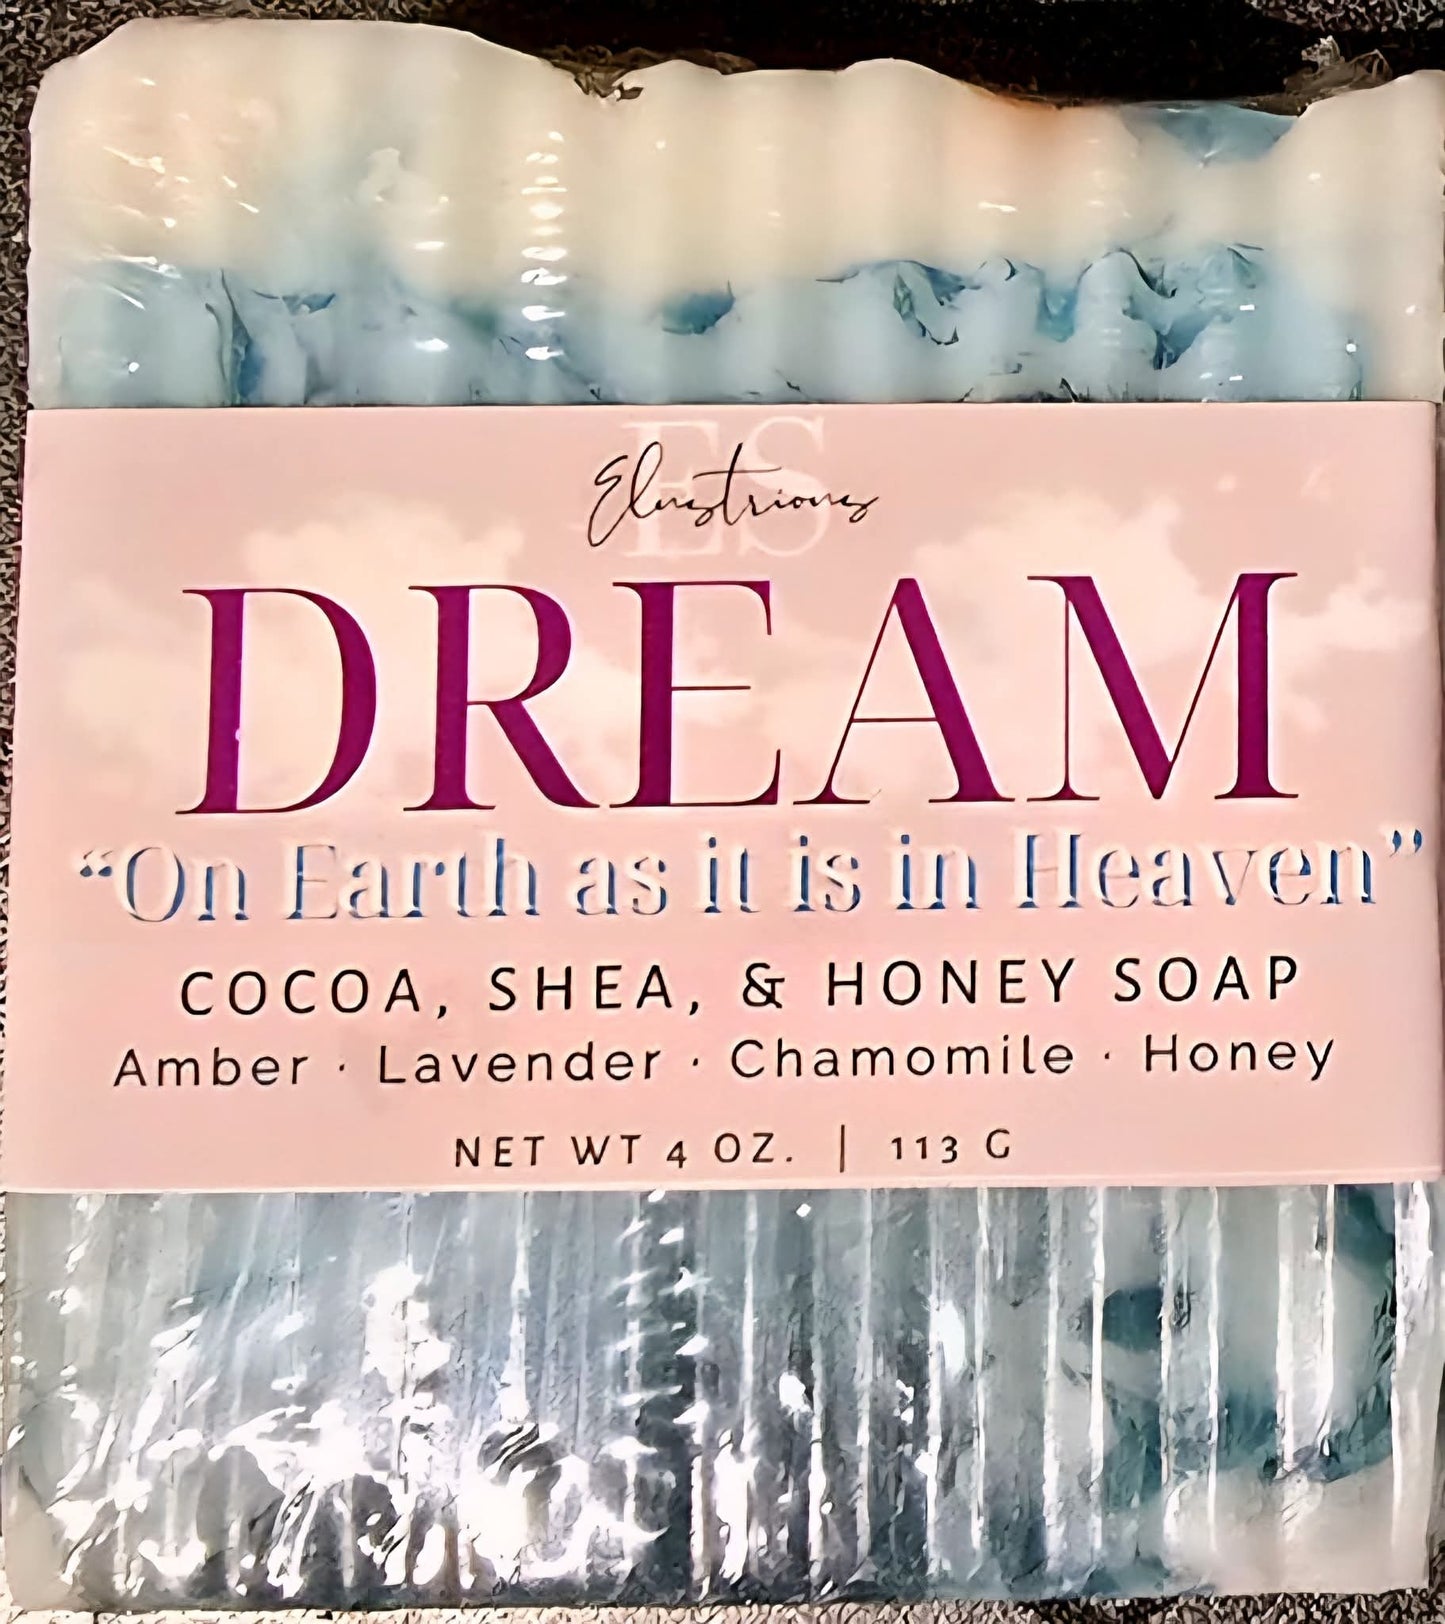 ES
Elustrious
DREAM
“On Earth as it is in Heaven”
COCOA, SHEA, & HONEY SOAP
Amber · Lavender · Chamomile · Honey
NET WT 4 OZ. | 113 G